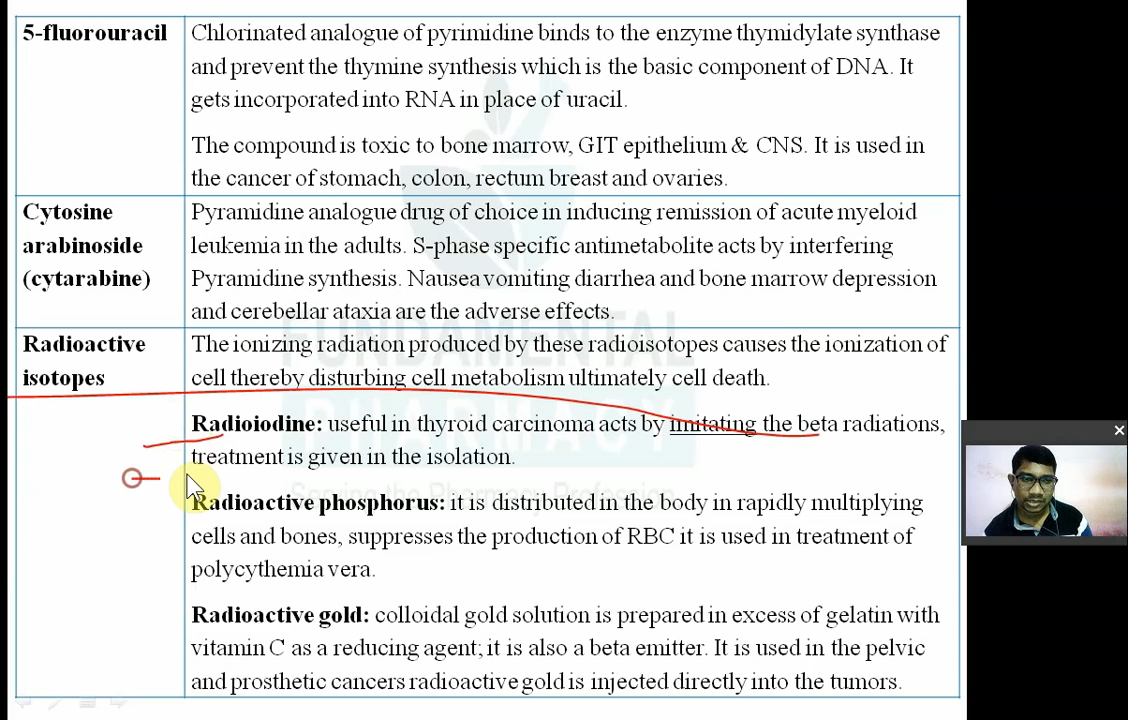 5-fluorouracil
Chlorinated analogue of pyrimidine binds to the enzyme thymidylate synthase
and prevent the thymine synthesis which is the basic component of DNA. It
gets incorporated into RNA in place of uracil.
The compound is toxic to bone marrow, GIT epithelium & CNS. It is used in
the cancer of stomach, colon, rectum breast and ovaries.
Cytosine
arabinoside
(cytarabine)
Pyramidine analogue drug of choice in inducing remission of acute myeloid
leukemia in the adults. S-phase specific antimetabolite acts by interfering
Pyramidine synthesis. Nausea vomiting diarrhea and bone marrow depression
and cerebellar ataxia are the adverse effects.
Radioactive
isotopes
The ionizing radiation produced by these radioisotopes causes the ionization of
cell thereby disturbing cell metabolism ultimately cell death.
Radioiodine: useful in thyroid carcinoma acts by imitating the beta radiations,
treatment is given in the isolation.
Radioactive phosphorus: it is distributed in the body in rapidly multiplying
cells and bones, suppresses the production of RBC it is used in treatment of
polycythemia vera.
Radioactive gold: colloidal gold solution is prepared in excess of gelatin with
vitamin C as a reducing agent; it is also a beta emitter. It is used in the pelvic
and prosthetic cancers radioactive gold is injected directly into the tumors.
FUNDAMENTAL
PHARMACY